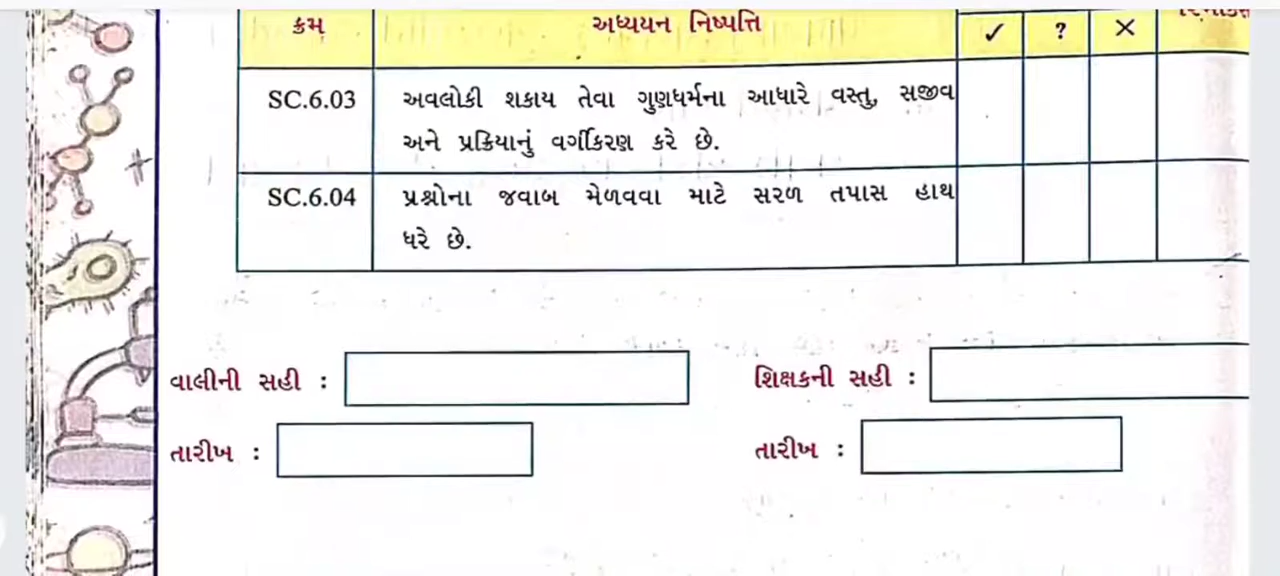 ક્રમ અધ્યયન નિષ્પત્તિ ✓ ? ✕
SC.6.03 અવલોકી શકાય તેવા ગુણધર્મના આધારે વસ્તુ, સજીવ
અને પ્રક્રિયાનું વર્ગીકરણ કરે છે.
SC.6.04 પ્રશ્નોના જવાબ મેળવવા માટે સરળ તપાસ હાથ
ધરે છે.
વાલીની સહી : શિક્ષકની સહી :
તારીખ : તારીખ :